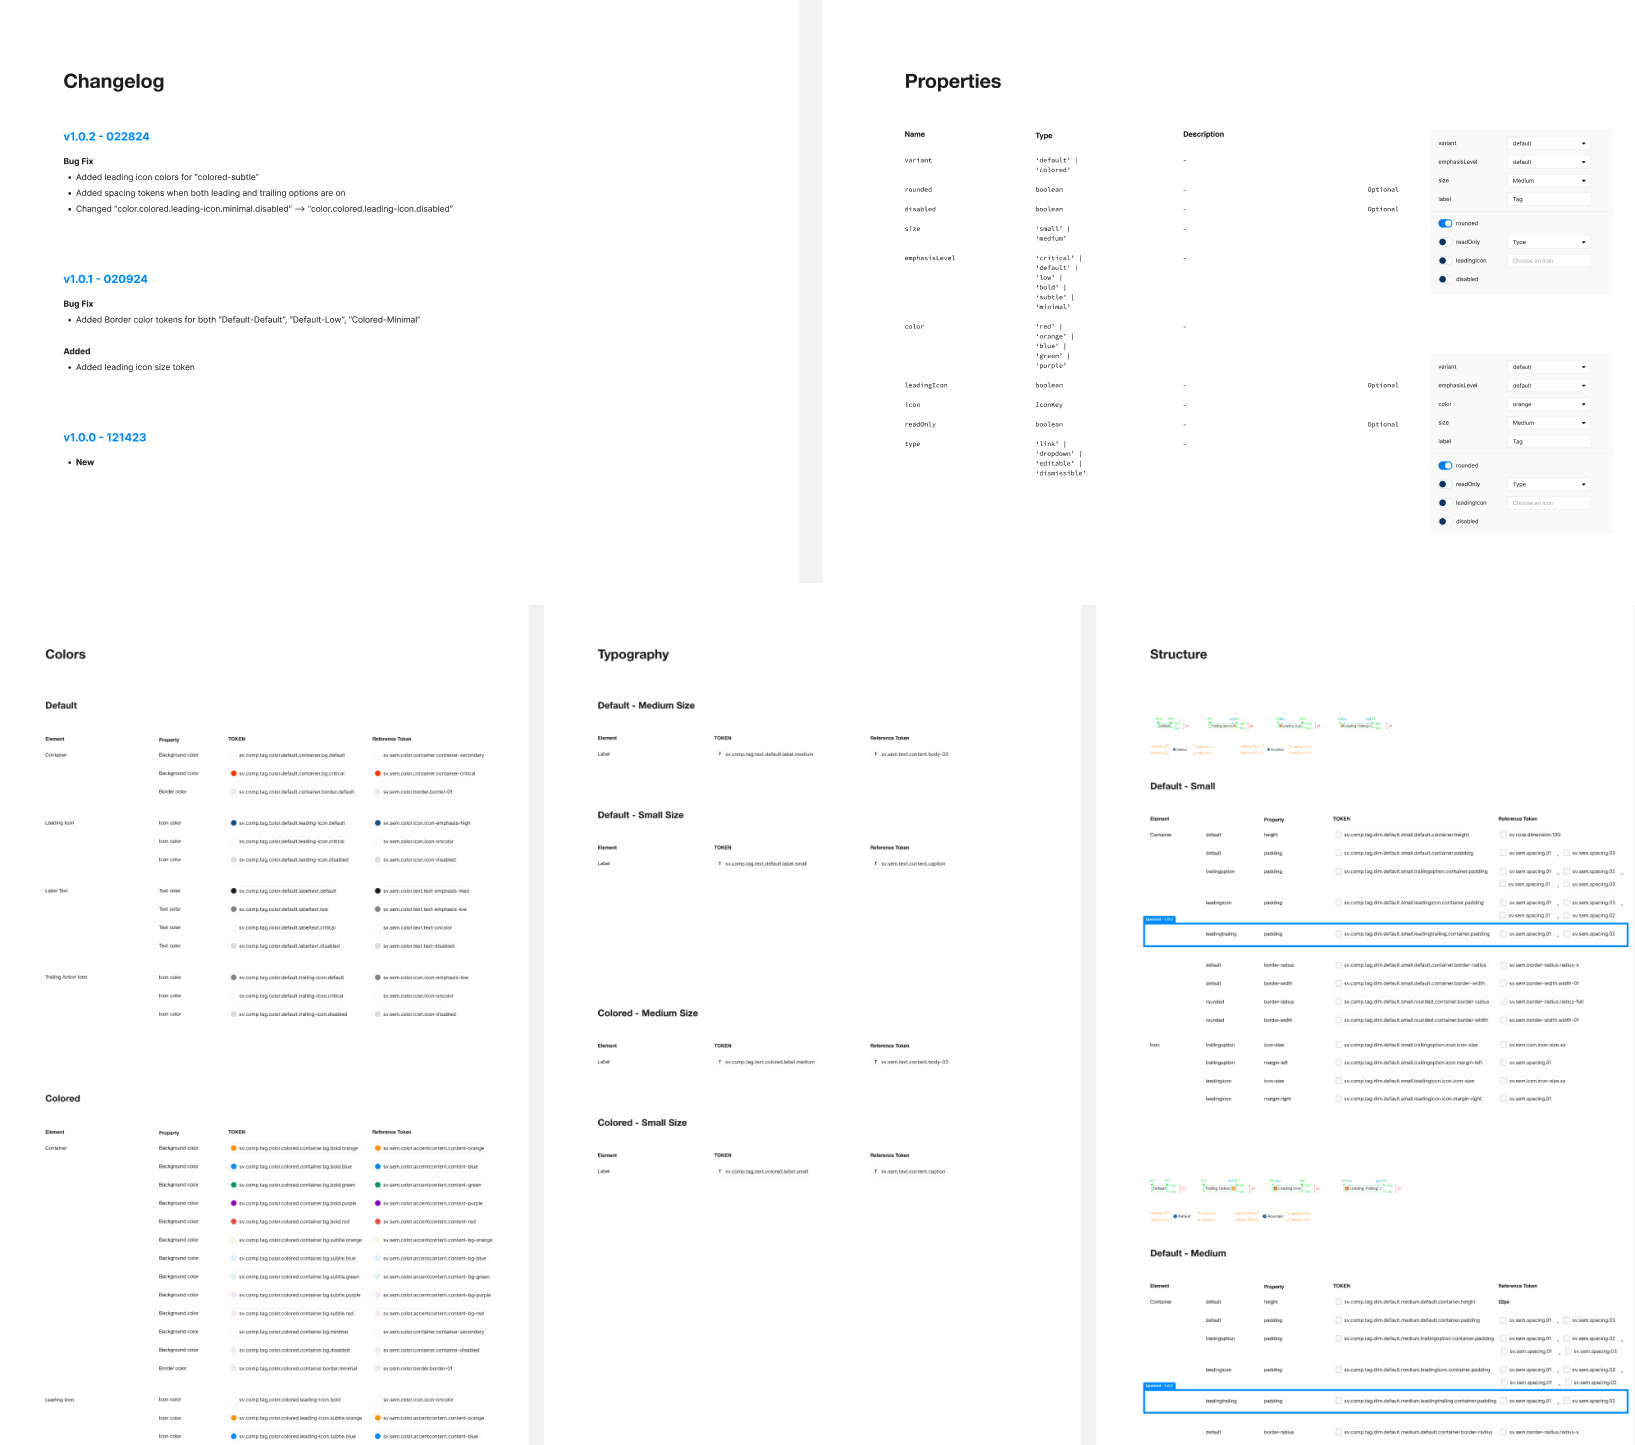 Changelog
v1.0.2 - 022824
Bug Fix
• Added leading icon colors for "colored-subtle"
• Added spacing tokens when both leading and trailing options are on
• Changed "color.colored.leading-icon.minimal.disabled" → "color.colored.leading-icon.disabled"
v1.0.1 - 020924
Bug Fix
• Added Border color tokens for both "Default-Default", "Default-Low", "Colored-Minimal"
Added
• Added leading icon size token
v1.0.0 - 121423
• New
Properties
Name Type Description
variant 'default' | -
'colored'
rounded boolean - Optional
disabled boolean - Optional
size 'small' | -
'medium'
emphasisLevel 'critical' | -
'default' |
'low' |
'bold' |
'subtle' |
'minimal'
color 'red' | -
'orange' |
'blue' |
'green' |
'purple'
leadingIcon boolean - Optional
icon IconKey -
readOnly boolean - Optional
type 'link' | -
'dropdown' |
'editable' |
'dismissible'
variant default
emphasisLevel default
size Medium
label Tag
rounded
readOnly Type
leadingIcon Choose an icon
disabled
variant default
emphasisLevel default
color orange
size Medium
label Tag
rounded
readOnly Type
leadingIcon Choose an icon
disabled
Colors
Default
Element Property TOKEN Reference Token
Container Background color sv.comp.tag.color.default.container.bg.default sv.sem.color.container.container-secondary
Background color sv.comp.tag.color.default.container.bg.critical sv.sem.color.container.container-critical
Border color sv.comp.tag.color.default.container.border.default sv.sem.color.border.border-01
Leading Icon Icon color sv.comp.tag.color.default.leading-icon.default sv.sem.color.icon.icon-emphasis-high
Icon color sv.comp.tag.color.default.leading-icon.critical sv.sem.color.icon.icon-oncolor
Icon color sv.comp.tag.color.default.leading-icon.disabled sv.sem.color.icon.icon-disabled
Label Text Text color sv.comp.tag.color.default.labeltext.default sv.sem.color.text.text-emphasis-med
Text color sv.comp.tag.color.default.labeltext.low sv.sem.color.text.text-emphasis-low
Text color sv.comp.tag.color.default.labeltext.critical sv.sem.color.text.text-oncolor
Text color sv.comp.tag.color.default.labeltext.disabled sv.sem.color.text.text-disabled
Trailing Action Icon Icon color sv.comp.tag.color.default.trailing-icon.default sv.sem.color.icon.icon-emphasis-low
Icon color sv.comp.tag.color.default.trailing-icon.critical sv.sem.color.icon.icon-oncolor
Icon color sv.comp.tag.color.default.trailing-icon.disabled sv.sem.color.icon.icon-disabled
Colored
Element Property TOKEN Reference Token
Container Background color sv.comp.tag.color.colored.container.bg.bold.orange sv.sem.color.accentcontent.content-orange
Background color sv.comp.tag.color.colored.container.bg.bold.blue sv.sem.color.accentcontent.content-blue
Background color sv.comp.tag.color.colored.container.bg.bold.green sv.sem.color.accentcontent.content-green
Background color sv.comp.tag.color.colored.container.bg.bold.purple sv.sem.color.accentcontent.content-purple
Background color sv.comp.tag.color.colored.container.bg.bold.red sv.sem.color.accentcontent.content-red
Background color sv.comp.tag.color.colored.container.bg.subtle.orange sv.sem.color.accentcontent.content-bg-orange
Background color sv.comp.tag.color.colored.container.bg.subtle.blue sv.sem.color.accentcontent.content-bg-blue
Background color sv.comp.tag.color.colored.container.bg.subtle.green sv.sem.color.accentcontent.content-bg-green
Background color sv.comp.tag.color.colored.container.bg.subtle.purple sv.sem.color.accentcontent.content-bg-purple
Background color sv.comp.tag.color.colored.container.bg.subtle.red sv.sem.color.accentcontent.content-bg-red
Background color sv.comp.tag.color.colored.container.bg.minimal sv.sem.color.container.container-secondary
Background color sv.comp.tag.color.colored.container.bg.disabled sv.sem.color.container.container-disabled
Border color sv.comp.tag.color.colored.container.border.minimal sv.sem.color.border.border-01
Leading Icon Icon color sv.comp.tag.color.colored.leading-icon.bold sv.sem.color.icon.icon-oncolor
Icon color sv.comp.tag.color.colored.leading-icon.subtle.orange sv.sem.color.accentcontent.content-orange
Icon color sv.comp.tag.color.colored.leading-icon.subtle.blue sv.sem.color.accentcontent.content-blue
Typography
Default - Medium Size
Element TOKEN Reference Token
Label T sv.comp.tag.text.default.label.medium T sv.sem.text.content.body-03
Default - Small Size
Element TOKEN Reference Token
Label T sv.comp.tag.text.default.label.small T sv.sem.text.content.caption
Colored - Medium Size
Element TOKEN Reference Token
Label T sv.comp.tag.text.colored.label.medium T sv.sem.text.content.body-03
Colored - Small Size
Element TOKEN Reference Token
Label T sv.comp.tag.text.colored.label.small T sv.sem.text.content.caption
Structure
Default - Small
Element Property TOKEN Reference Token
Container default height sv.comp.tag.dim.default.small.default.container.height sv.core.dimension.100
default padding sv.comp.tag.dim.default.small.default.container.padding sv.sem.spacing.01 , sv.sem.spacing.03
trailingoption padding sv.comp.tag.dim.default.small.trailingoption.container.padding sv.sem.spacing.01 , sv.sem.spacing.02 ,
sv.sem.spacing.01 , sv.sem.spacing.03
leadingicon padding sv.comp.tag.dim.default.small.leadingicon.container.padding sv.sem.spacing.01 , sv.sem.spacing.03 ,
sv.sem.spacing.01 , sv.sem.spacing.02
Updated - 1.0.2
leadingtrailing padding sv.comp.tag.dim.default.small.leadingtrailing.container.padding sv.sem.spacing.01 , sv.sem.spacing.02
default border-radius sv.comp.tag.dim.default.small.default.container.border-radius sv.sem.border-radius.radius-s
default border-width sv.comp.tag.dim.default.small.default.container.border-width sv.sem.border-width.width-01
rounded border-radius sv.comp.tag.dim.default.small.rounded.container.border-radius sv.sem.border-radius.radius-full
rounded border-width sv.comp.tag.dim.default.small.rounded.container.border-width sv.sem.border-width.width-01
Icon trailingoption icon-size sv.comp.tag.dim.default.small.trailingoption.icon.icon-size sv.sem.icon.icon-size.xx
trailingoption margin-left sv.comp.tag.dim.default.small.trailingoption.icon.margin-left sv.sem.spacing.01
leadingicon icon-size sv.comp.tag.dim.default.small.leadingicon.icon.icon-size sv.sem.icon.icon-size.xx
leadingicon margin-right sv.comp.tag.dim.default.small.leadingicon.icon.margin-right sv.sem.spacing.01
Default Trailing Option Leading Icon Leading-Trailing
Default Rounded
Default - Medium
Element Property TOKEN Reference Token
Container default height sv.comp.tag.dim.default.medium.default.container.height 22px
default padding sv.comp.tag.dim.default.medium.default.container.padding sv.sem.spacing.01 , sv.sem.spacing.03
trailingoption padding sv.comp.tag.dim.default.medium.trailingoption.container.padding sv.sem.spacing.01 , sv.sem.spacing.02 ,
sv.sem.spacing.01 , sv.sem.spacing.03
leadingicon padding sv.comp.tag.dim.default.medium.leadingicon.container.padding sv.sem.spacing.01 , sv.sem.spacing.03 ,
sv.sem.spacing.01 , sv.sem.spacing.02
Updated - 1.0.2
leadingtrailing padding sv.comp.tag.dim.default.medium.leadingtrailing.container.padding sv.sem.spacing.01 , sv.sem.spacing.02
default border-radius sv.comp.tag.dim.default.medium.default.container.border-radius sv.sem.border-radius.radius-s